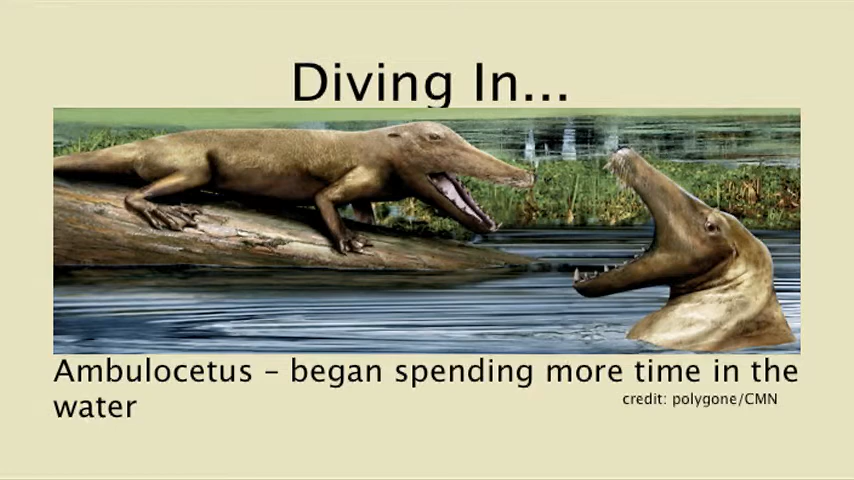 Diving In...
Ambulocetus – began spending more time in the
water
credit: polygone/CMN